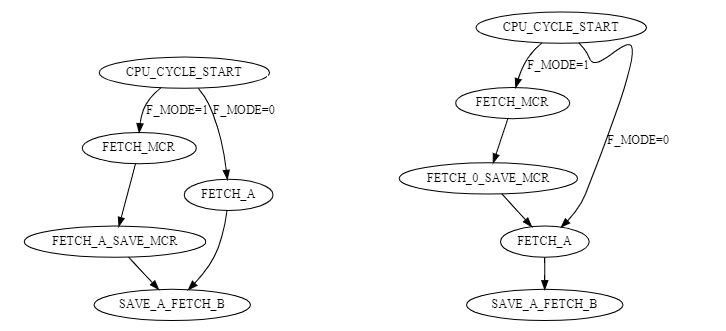 CPU_CYCLE_START
F_MODE=1
F_MODE=0
FETCH_MCR
FETCH_A
FETCH_A_SAVE_MCR
SAVE_A_FETCH_B
CPU_CYCLE_START
F_MODE=1
FETCH_MCR
F_MODE=0
FETCH_0_SAVE_MCR
FETCH_A
SAVE_A_FETCH_B